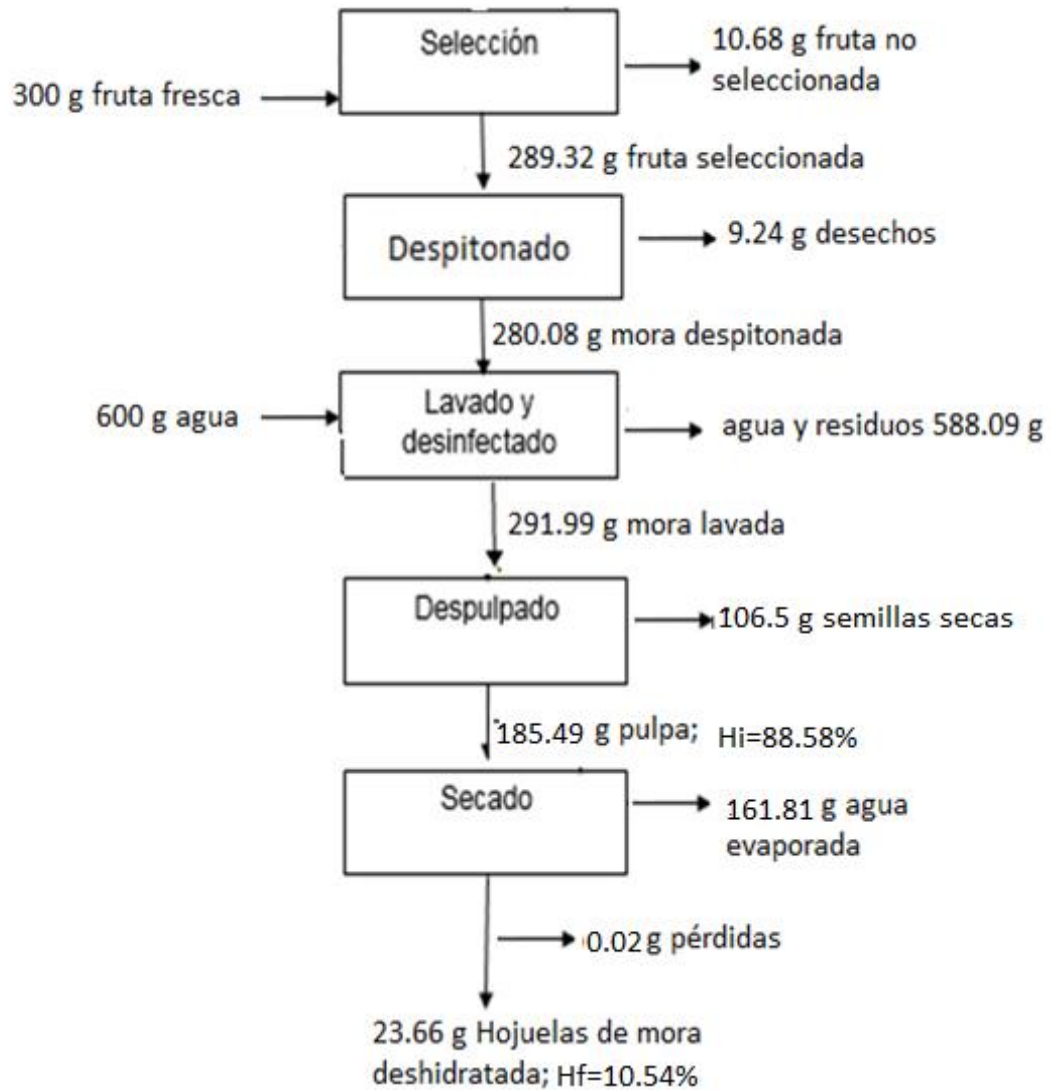 Selección
10.68 g fruta no
seleccionada
300 g fruta fresca
289.32 g fruta seleccionada
Despitonado
9.24 g desechos
280.08 g mora despitonada
600 g agua
Lavado y
desinfectado
agua y residuos 588.09 g
291.99 g mora lavada
Despulpado
106.5 g semillas secas
185.49 g pulpa; Hi=88.58%
Secado
161.81 g agua
evaporada
0.02 g pérdidas
23.66 g Hojuelas de mora
deshidratada; Hf=10.54%